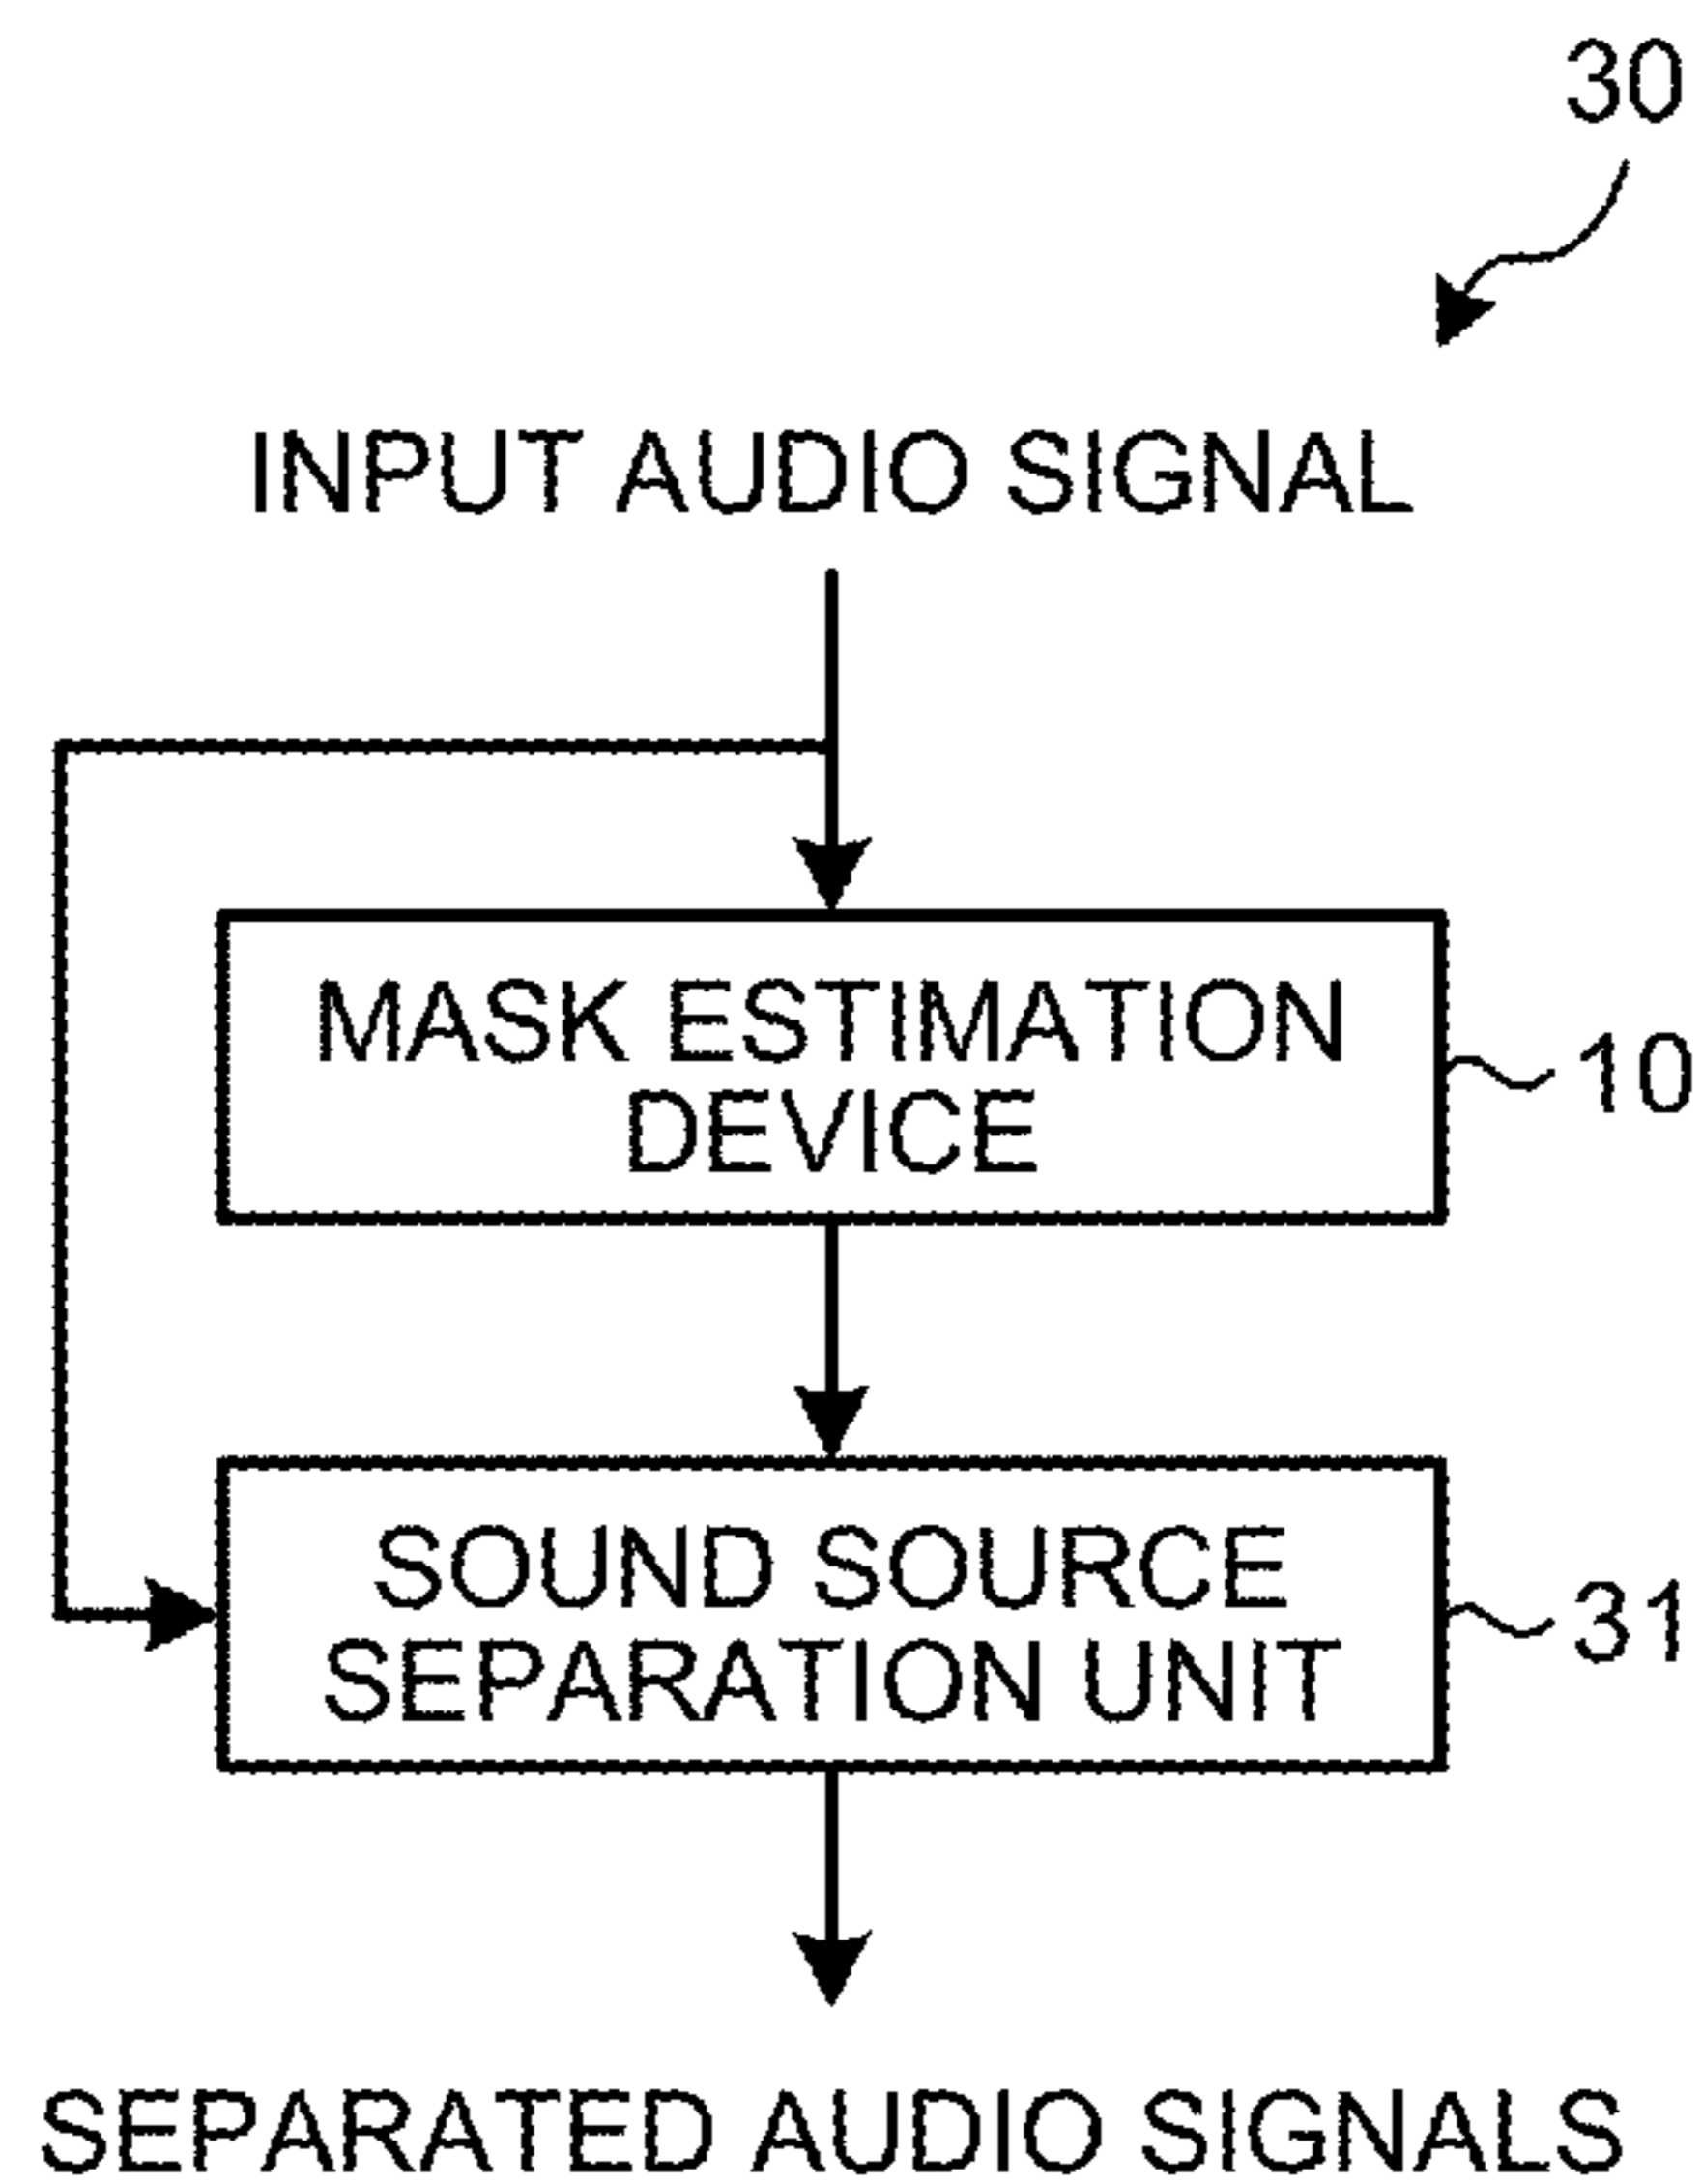 30
INPUT AUDIO SIGNAL
MASK ESTIMATION
DEVICE
10
SOUND SOURCE
SEPARATION UNIT
31
SEPARATED AUDIO SIGNALS